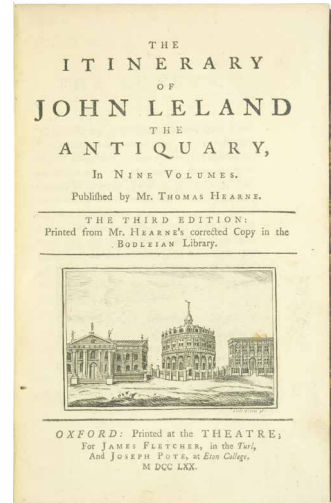 THE
ITINERARY
OF
JOHN LELAND
THE
ANTIQUARY,
In NINE VOLUMES.
Publiſhed by Mr. THOMAS HEARNE.
THE THIRD EDITION:
Printed from Mr. HEARNE's corrected Copy in the
BODLEIAN Library.
OXFORD: Printed at the THEATRE;
For JAMES FLETCHER, in the Turl,
And JOSEPH POTE, at Eton College.
M DCC LXX.